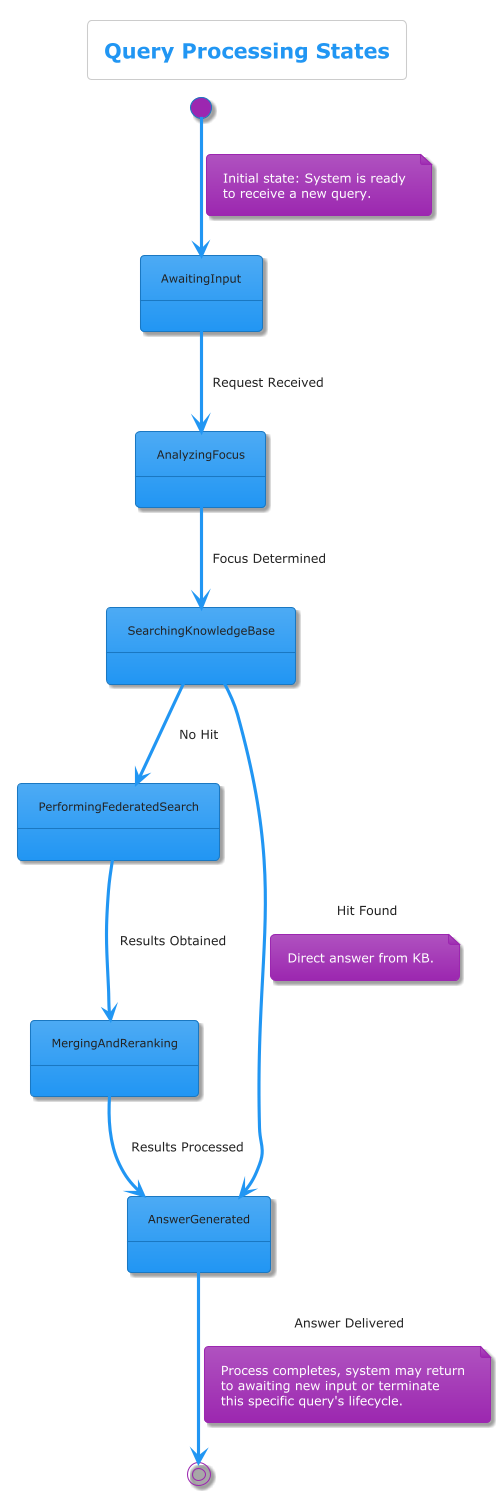 Query Processing States
Initial state: System is ready
to receive a new query.
AwaitingInput
Request Received
AnalyzingFocus
Focus Determined
SearchingKnowledgeBase
No Hit
PerformingFederatedSearch
Hit Found
Results Obtained
Direct answer from KB.
MergingAndReranking
Results Processed
AnswerGenerated
Answer Delivered
Process completes, system may return
to awaiting new input or terminate
this specific query's lifecycle.